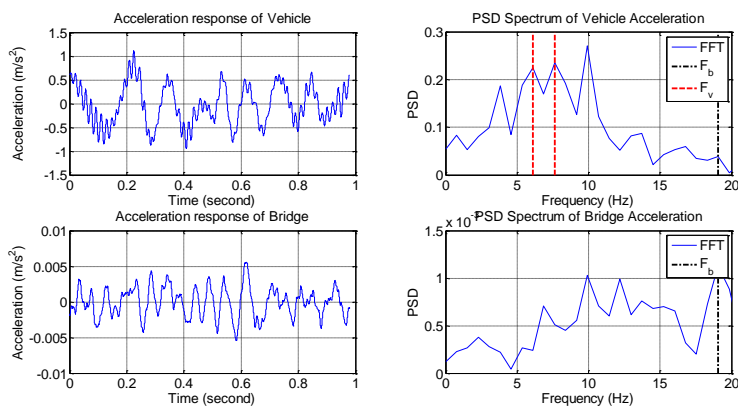 Acceleration response of Vehicle
Acceleration (m/s²)
1.5
1
0.5
0
-0.5
-1
-1.5
0 0.2 0.4 0.6 0.8 1
Time (second)
PSD Spectrum of Vehicle Acceleration
PSD
0.3
0.2
0.1
0
0 5 10 15 20
Frequency (Hz)
FFT
F_b
F_v
Acceleration response of Bridge
Acceleration (m/s²)
0.01
0.005
0
-0.005
-0.01
0 0.2 0.4 0.6 0.8 1
Time (second)
PSD Spectrum of Bridge Acceleration
x 10
PSD
1
0.5
0
0 5 10 15 20
Frequency (Hz)
FFT
F_b